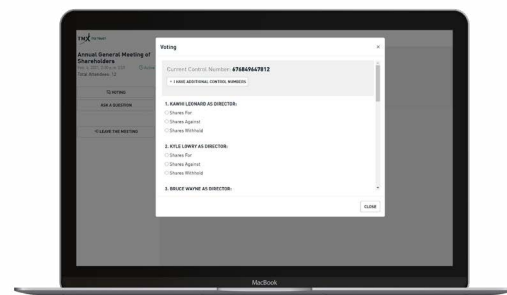 TMX
Annual General Meeting of
Shareholders
Total Attendees: 12
VOTING
ASK A QUESTION
LEAVE THE MEETING
Voting
×
Current Control Number: 676849647012
+ I HAVE ADDITIONAL CONTROL NUMBERS
1. KAWHI LEONARD AS DIRECTOR:
Shares For
Shares Against
Shares Withhold
2. KYLE LOWRY AS DIRECTOR:
Shares For
Shares Against
Shares Withhold
3. BRUCE WAYNE AS DIRECTOR:
CLOSE
MacBook